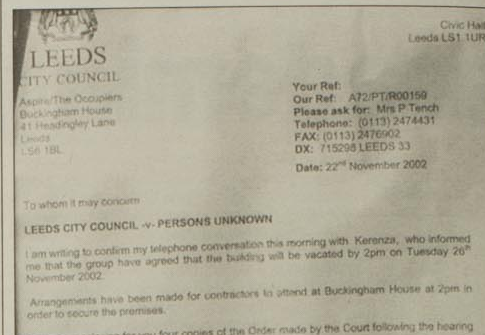 Civic Hall
Leeds LS1 1UR
LEEDS
CITY COUNCIL
Aspire/The Occupiers
Buckingham House
41 Headingley Lane
Leeds
LS6 1BL
Your Ref:
Our Ref: A72/PT/R00159
Please ask for: Mrs P Tench
Telephone: (0113) 2474431
FAX: (0113) 2476902
DX: 715298 LEEDS 33
Date: 22nd November 2002
To whom it may concern
LEEDS CITY COUNCIL -v- PERSONS UNKNOWN
I am writing to confirm my telephone conversation this morning with Kerenza, who informed
me that the group have agreed that the building will be vacated by 2pm on Tuesday 26th
November 2002.
Arrangements have been made for contractors to attend at Buckingham House at 2pm in
order to secure the premises.
four copies of the Order made by the Court following the hearing